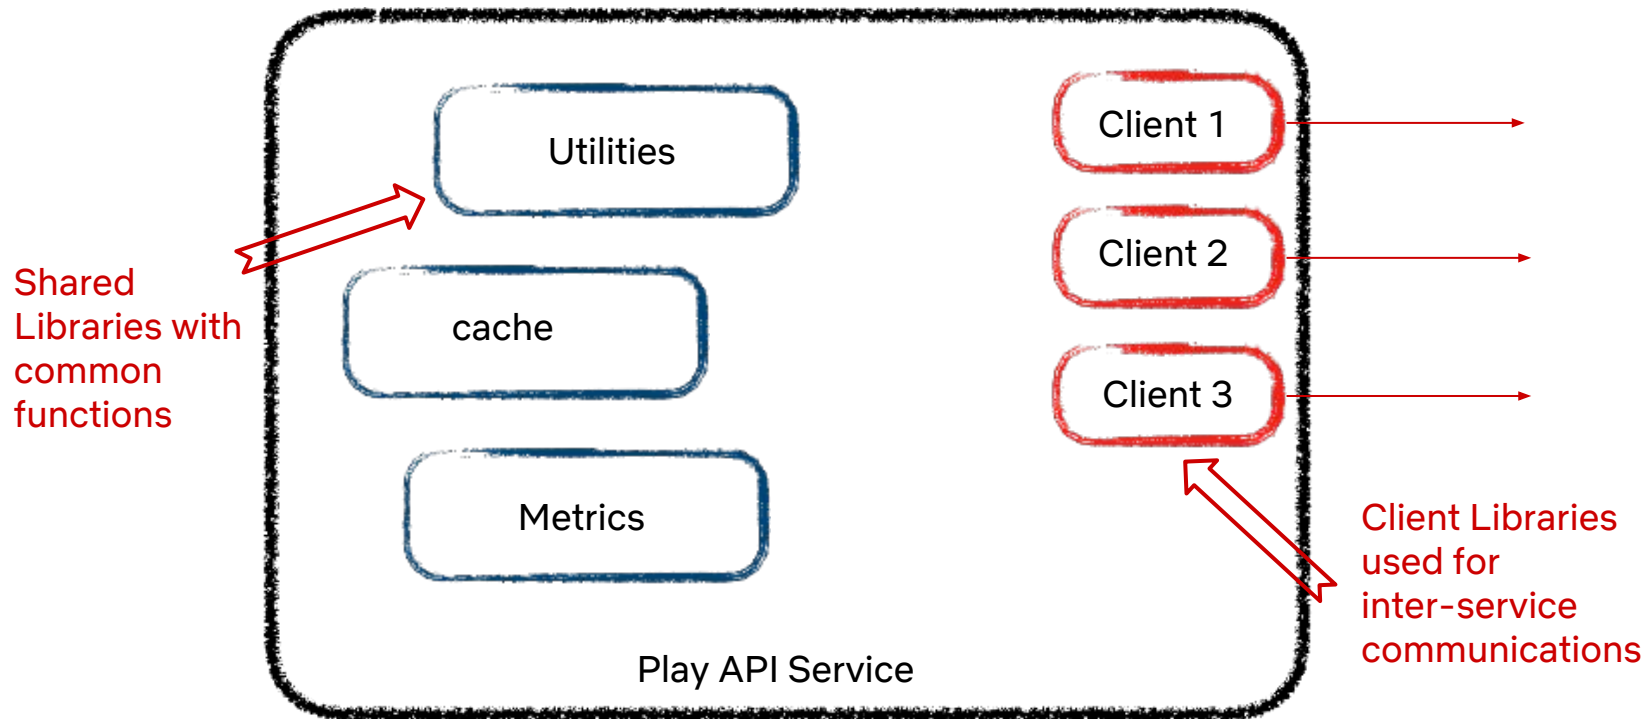 Utilities
cache
Metrics
Client 1
Client 2
Client 3
Shared
Libraries with
common
functions
Client Libraries
used for
inter-service
communications
Play API Service